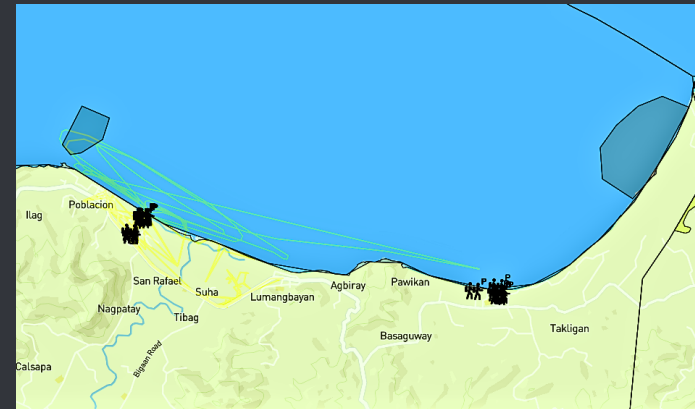 Ilag
Poblacion
P
San Rafael
Suha
Lumangbayan
Agbiray
Pawikan
P
P
Nagpatay
Tibag
Basaguway
Takligan
Calsapa
Bigaan Road